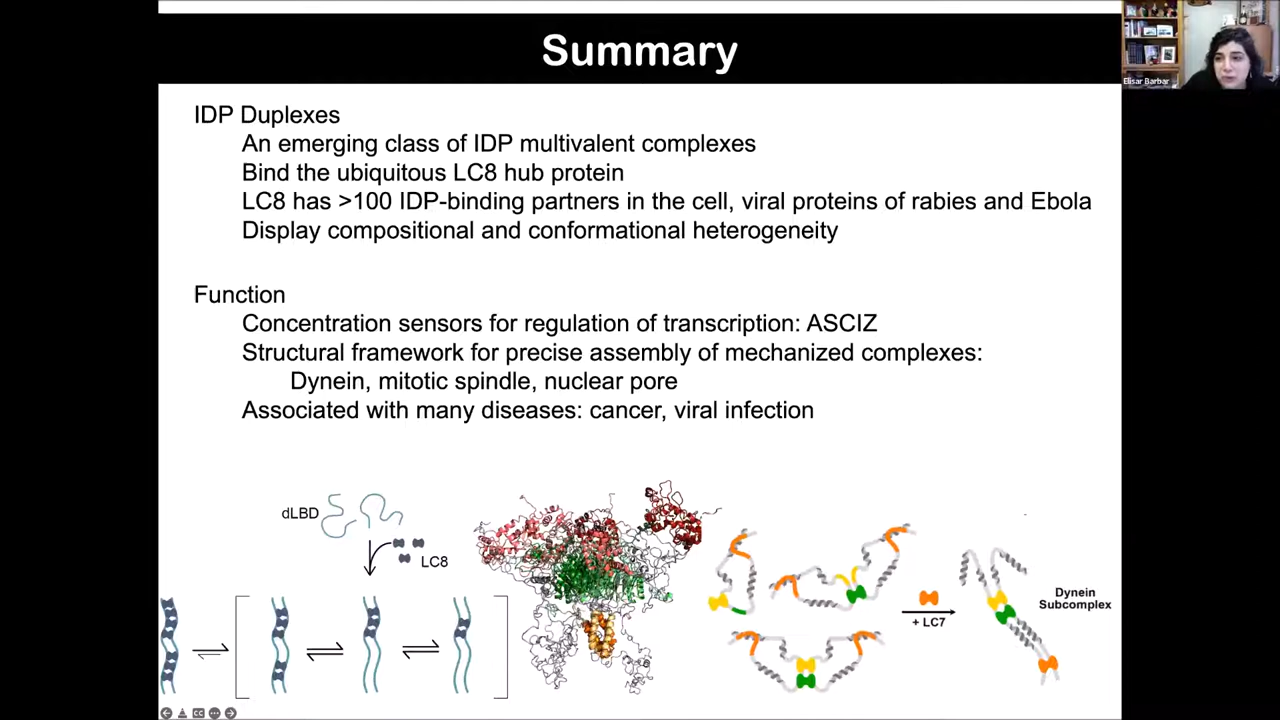 Summary
Elisar Barbar
IDP Duplexes
An emerging class of IDP multivalent complexes
Bind the ubiquitous LC8 hub protein
LC8 has >100 IDP-binding partners in the cell, viral proteins of rabies and Ebola
Display compositional and conformational heterogeneity
Function
Concentration sensors for regulation of transcription: ASCIZ
Structural framework for precise assembly of mechanized complexes:
Dynein, mitotic spindle, nuclear pore
Associated with many diseases: cancer, viral infection
dLBD
LC8
+ LC7
Dynein
Subcomplex